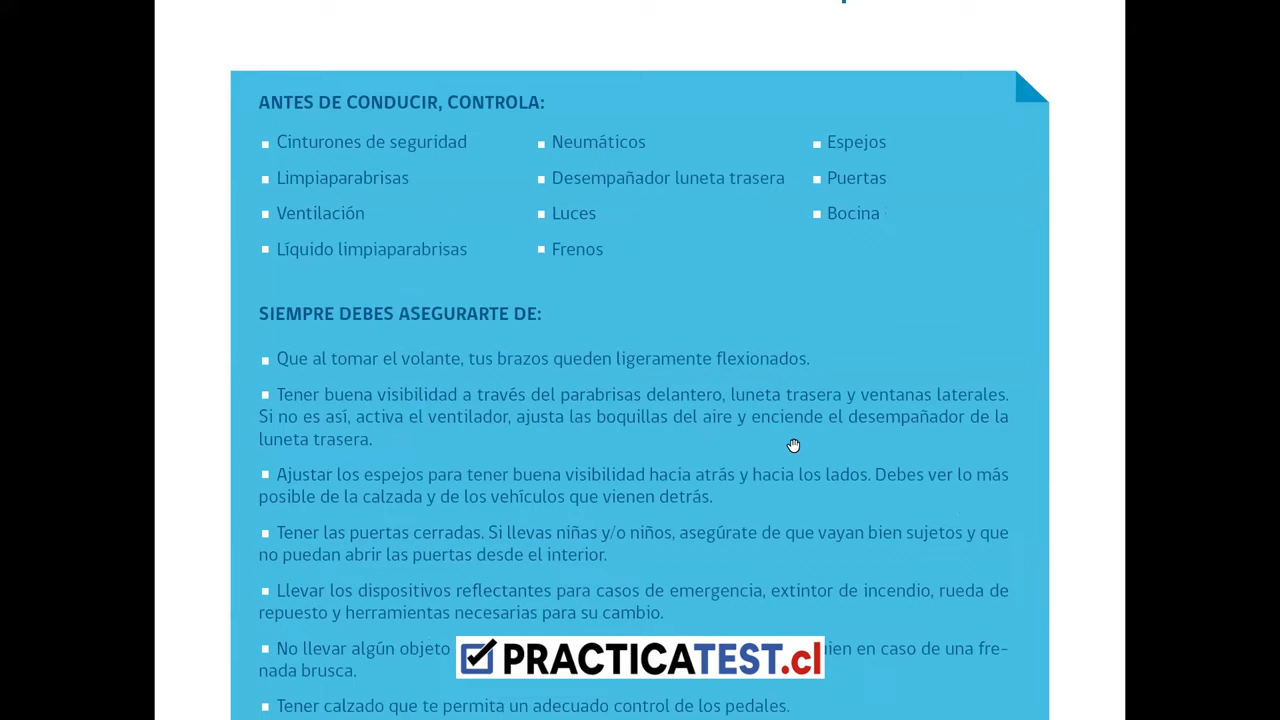 ANTES DE CONDUCIR, CONTROLA:
Cinturones de seguridad
Limpiaparabrisas
Ventilación
Líquido limpiaparabrisas
Neumáticos
Desempañador luneta trasera
Luces
Frenos
Espejos
Puertas
Bocina
SIEMPRE DEBES ASEGURARTE DE:
Que al tomar el volante, tus brazos queden ligeramente flexionados.
Tener buena visibilidad a través del parabrisas delantero, luneta trasera y ventanas laterales.
Si no es así, activa el ventilador, ajusta las boquillas del aire y enciende el desempañador de la
luneta trasera.
Ajustar los espejos para tener buena visibilidad hacia atrás y hacia los lados. Debes ver lo más
posible de la calzada y de los vehículos que vienen detrás.
Tener las puertas cerradas. Si llevas niñas y/o niños, asegúrate de que vayan bien sujetos y que
no puedan abrir las puertas desde el interior.
Llevar los dispositivos reflectantes para casos de emergencia, extintor de incendio, rueda de
repuesto y herramientas necesarias para su cambio.
No llevar algún objeto en caso de una fre-
nada brusca.
PRACTICATEST.cl
Tener calzado que te permita un adecuado control de los pedales.